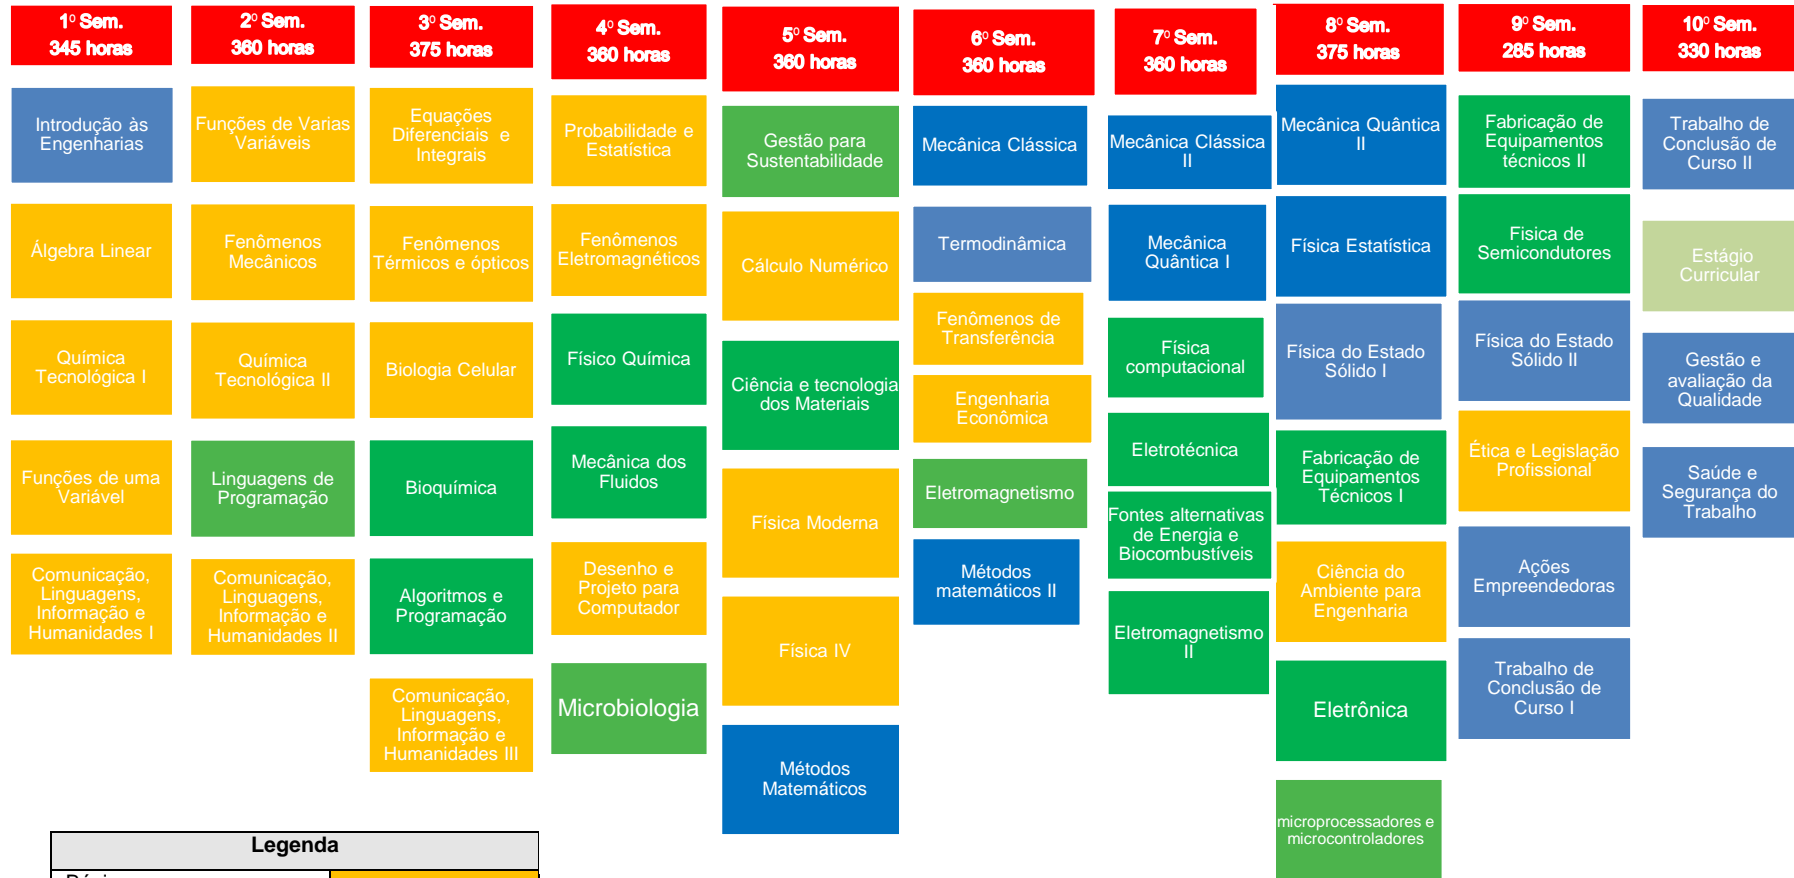 1º Sem.
345 horas
2º Sem.
360 horas
3º Sem.
375 horas
4º Sem.
360 horas
5º Sem.
360 horas
6º Sem.
360 horas
7º Sem.
360 horas
8º Sem.
375 horas
9º Sem.
285 horas
10º Sem.
330 horas
Introdução às
Engenharias
Álgebra Linear
Química
Tecnológica I
Funções de uma
Variável
Comunicação,
Linguagens,
Informação e
Humanidades I
Funções de Varias
Variáveis
Fenômenos
Mecânicos
Química
Tecnológica II
Linguagens de
Programação
Comunicação,
Linguagens,
Informação e
Humanidades II
Equações
Diferenciais e
Integrais
Fenômenos
Térmicos e ópticos
Biologia Celular
Bioquímica
Algoritmos e
Programação
Comunicação,
Linguagens,
Informação e
Humanidades III
Probabilidade e
Estatística
Fenômenos
Eletromagnéticos
Físico Química
Mecânica dos
Fluidos
Desenho e
Projeto para
Computador
Microbiologia
Gestão para
Sustentabilidade
Cálculo Numérico
Ciência e tecnologia
dos Materiais
Física Moderna
Física IV
Métodos
Matemáticos
Mecânica Clássica
Termodinâmica
Fenômenos de
Transferência
Engenharia
Econômica
Eletromagnetismo
Métodos
matemáticos II
Mecânica Clássica
II
Mecânica
Quântica I
Física
computacional
Eletrotécnica
Fontes alternativas
de Energia e
Biocombustíveis
Eletromagnetismo
II
Mecânica Quântica
II
Física Estatística
Física do Estado
Sólido I
Fabricação de
Equipamentos
Técnicos I
Ciência do
Ambiente para
Engenharia
Eletrônica
microprocessadores e
microcontroladores
Fabricação de
Equipamentos
técnicos II
Fisica de
Semicondutores
Física do Estado
Sólido II
Ética e Legislação
Profissional
Ações
Empreendedoras
Trabalho de
Conclusão de
Curso I
Trabalho de
Conclusão de
Curso II
Estágio
Curricular
Gestão e
avaliação da
Qualidade
Saúde e
Segurança do
Trabalho
Legenda